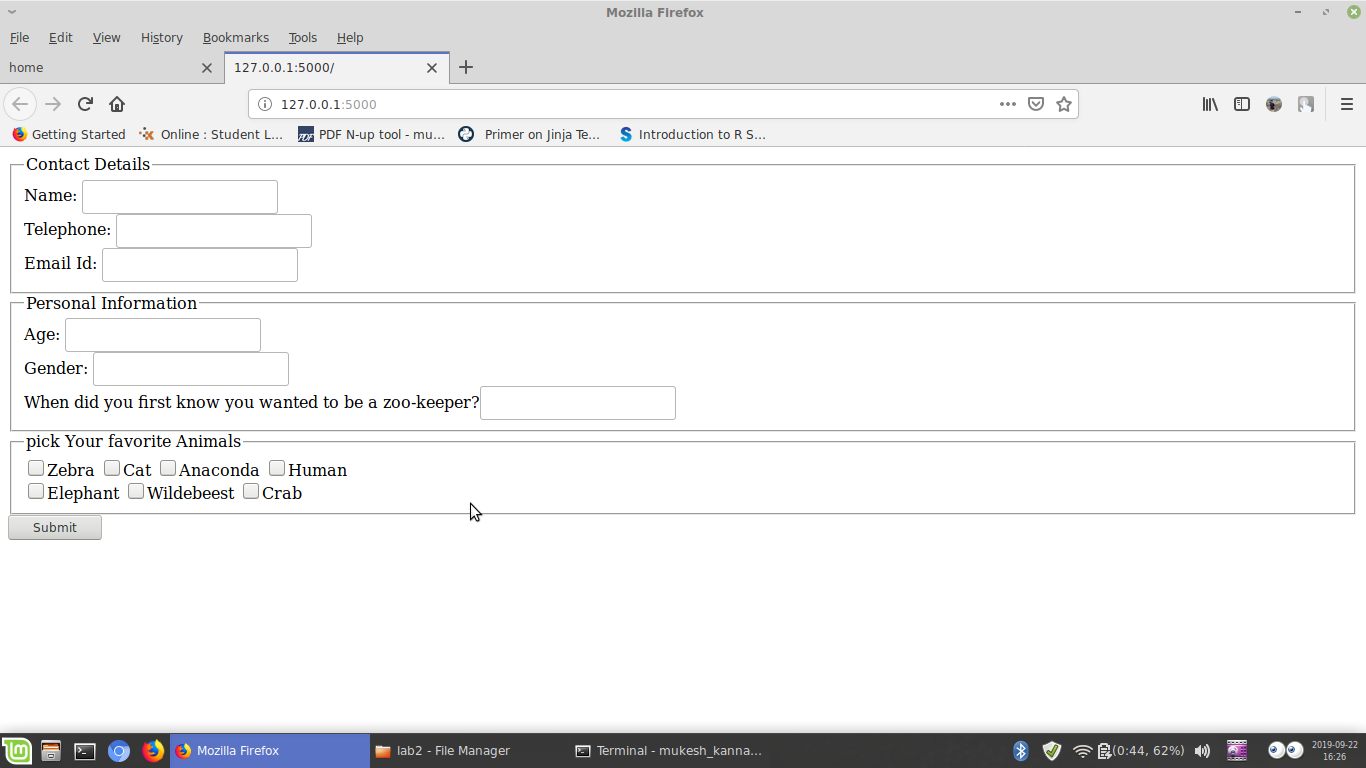 Mozilla Firefox
File Edit View History Bookmarks Tools Help
home 127.0.0.1:5000/
127.0.0.1:5000
Getting Started Online : Student L... PDF N-up tool - mu... Primer on Jinja Te... Introduction to R S...
Contact Details
Name:
Telephone:
Email Id:
Personal Information
Age:
Gender:
When did you first know you wanted to be a zoo-keeper?
pick Your favorite Animals
Zebra Cat Anaconda Human
Elephant Wildebeest Crab
Submit
Mozilla Firefox lab2 - File Manager Terminal - mukesh_kanna... (0:44, 62%) 2019-09-22
16:26